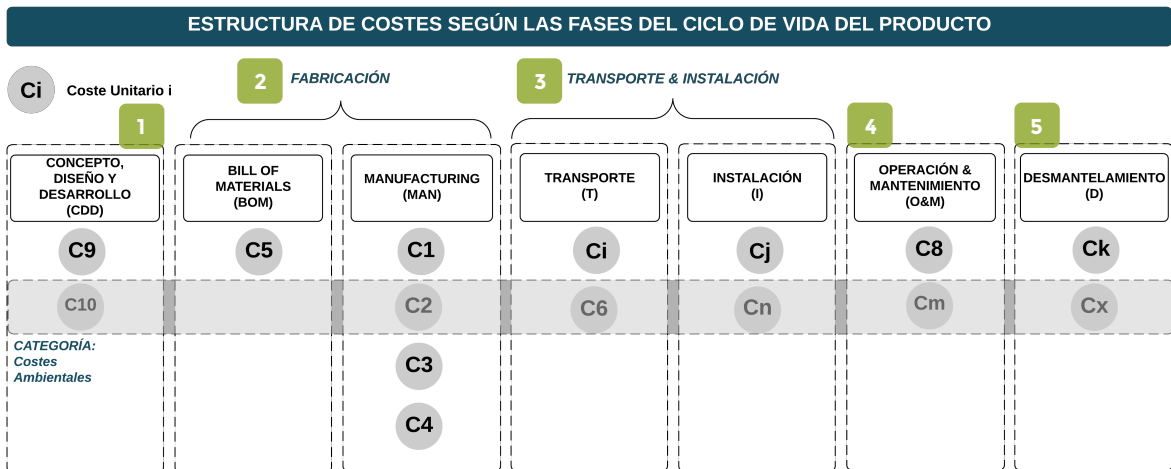 ESTRUCTURA DE COSTES SEGÚN LAS FASES DEL CICLO DE VIDA DEL PRODUCTO
Ci
Coste Unitario i
2
FABRICACIÓN
3
TRANSPORTE & INSTALACIÓN
1
4
5
CONCEPTO,
DISEÑO Y
DESARROLLO
(CDD)
BILL OF
MATERIALS
(BOM)
MANUFACTURING
(MAN)
TRANSPORTE
(T)
INSTALACIÓN
(I)
OPERACIÓN &
MANTENIMIENTO
(O&M)
DESMANTELAMIENTO
(D)
C9
C5
C1
Ci
Cj
C8
Ck
C10
C2
C6
Cn
Cm
Cx
CATEGORÍA:
Costes
Ambientales
C3
C4